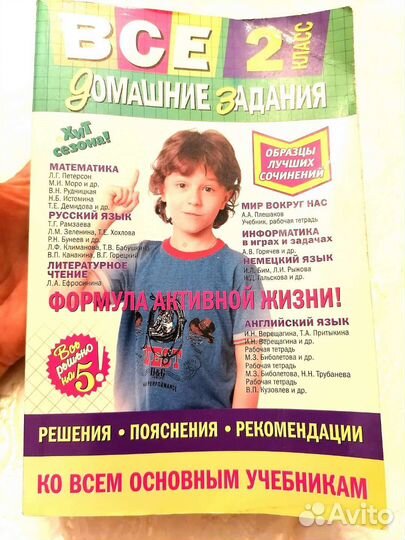 ВСЕ 2 КЛАСС
домашние задания
Хит
сезона!
ОБРАЗЦЫ
ЛУЧШИХ
СОЧИНЕНИЙ
МАТЕМАТИКА
Л.Г. Петерсон
М.И. Моро и др.
В.Н. Рудницкая
Н.Б. Истомина
Т.Е. Демидова и др.
РУССКИЙ ЯЗЫК
Т.Г. Рамзаева
Л.М. Зеленина, Т.Е. Хохлова
Р.Н. Бунеев и др.
Л.Ф. Климанова, Т.В. Бабушкина
В.П. Канакина, В.Г. Горецкий
ЛИТЕРАТУРНОЕ
ЧТЕНИЕ
Л.А. Ефросинина
МИР ВОКРУГ НАС
А.А. Плешаков
Учебник, рабочая тетрадь
ИНФОРМАТИКА
в играх и задачах
А.В. Горячев и др.
НЕМЕЦКИЙ ЯЗЫК
И.Л. Бим, Л.И. Рыжова
Н.Д. Гальскова и др.
ФОРМУЛА АКТИВНОЙ ЖИЗНИ!
АНГЛИЙСКИЙ ЯЗЫК
И.Н. Верещагина, Т.А. Притыкина
И.Н. Верещагина и др.
Рабочая тетрадь
М.З. Биболетова и др.
Рабочая тетрадь
М.З. Биболетова, Н.Н. Трубанева
Рабочая тетрадь
В.П. Кузовлев и др.
Все
решено
на 5!
TEST
D&G
PERFORMANCE
РЕШЕНИЯ • ПОЯСНЕНИЯ • РЕКОМЕНДАЦИИ
КО ВСЕМ ОСНОВНЫМ УЧЕБНИКАМ
Avito